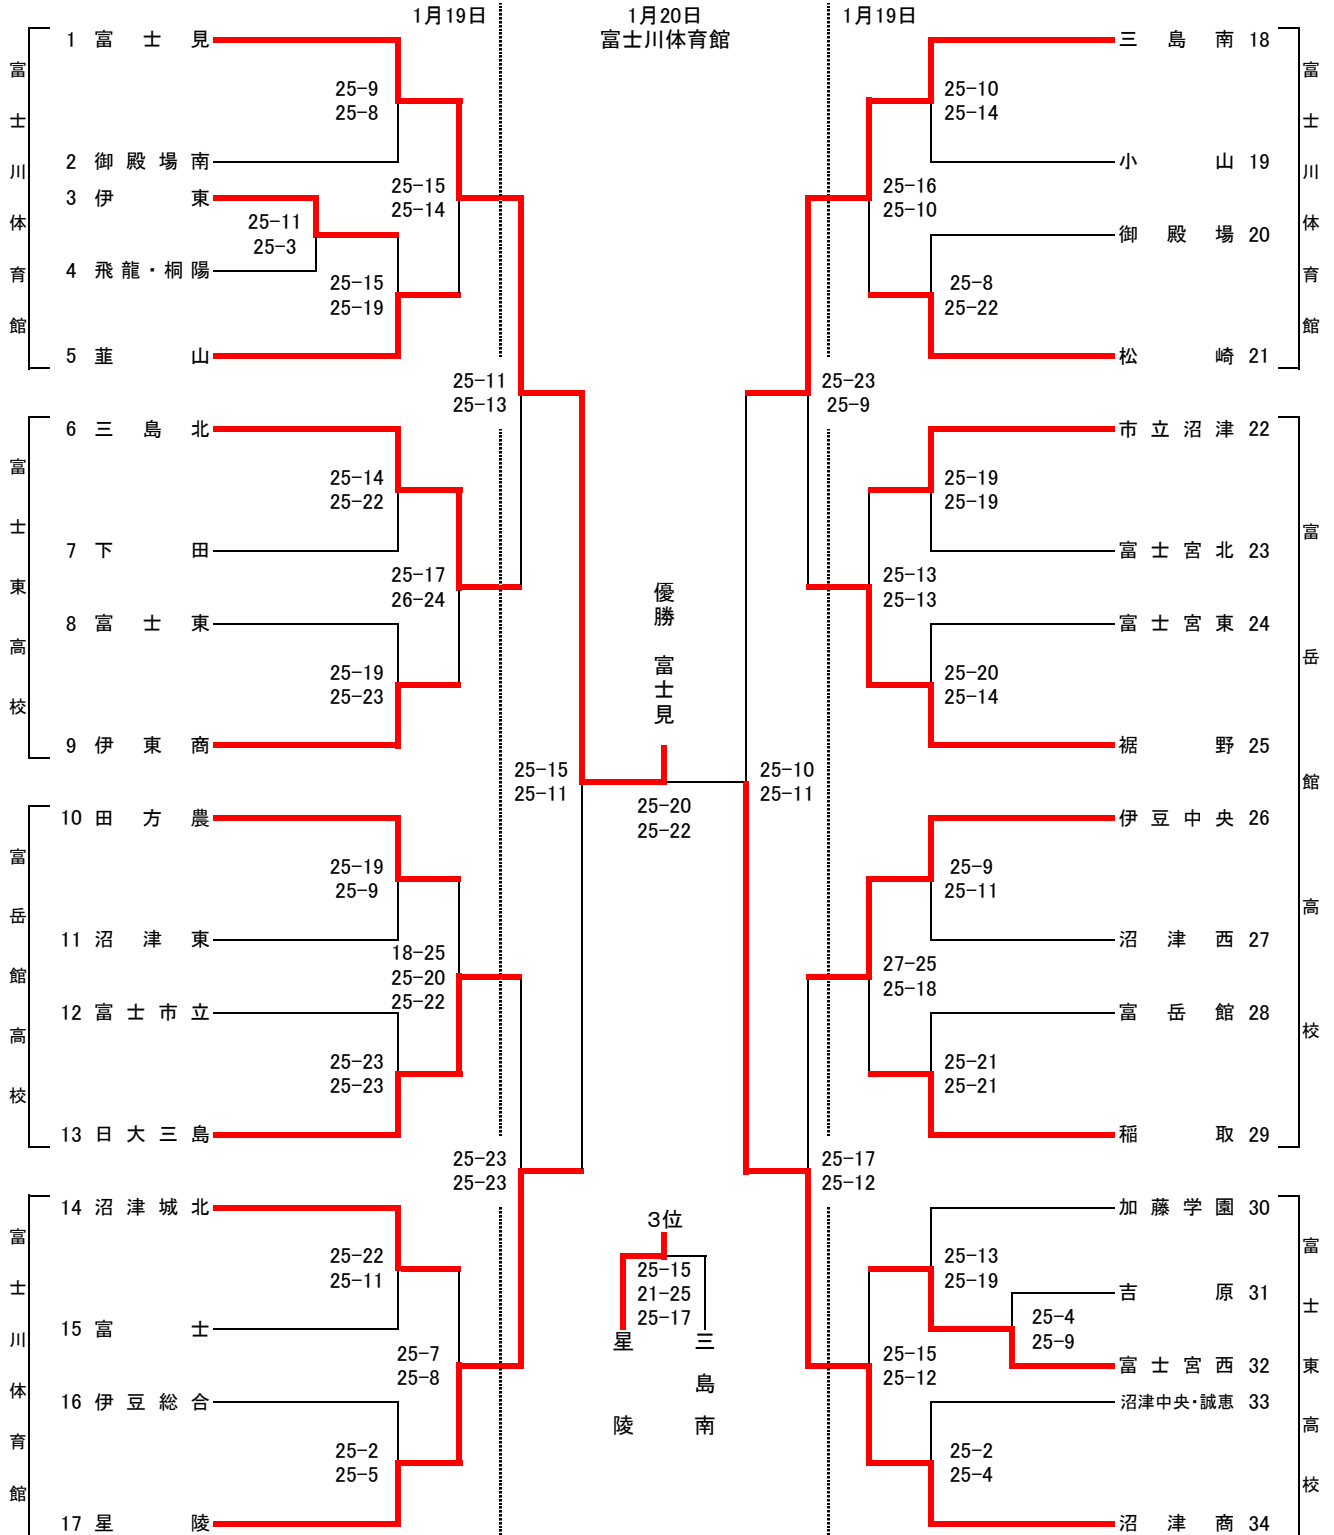 1月19日
1月20日
富士川体育館
1月19日
富士川体育館
1 富士見
25-9
25-8
2 御殿場南
3 伊東
25-11
25-3
4 飛龍・桐陽
25-15
25-19
5 韮山
25-15
25-14
25-11
25-13
富士東高校
6 三島北
25-14
25-22
7 下田
25-17
26-24
8 富士東
25-19
25-23
9 伊東商
25-15
25-11
富岳館高校
10 田方農
25-19
25-9
11 沼津東
18-25
25-20
25-22
12 富士市立
25-23
25-23
13 日大三島
25-23
25-23
富士川体育館
14 沼津城北
25-22
25-11
15 富士
25-7
25-8
16 伊豆総合
25-2
25-5
17 星陵
優勝 富士見
25-20
25-22
3位
25-15
21-25
25-17
星陵
三島南
三島南 18
25-10
25-14
小山 19
25-16
25-10
御殿場 20
25-8
25-22
松崎 21
富士川体育館
25-23
25-9
市立沼津 22
25-19
25-19
富士宮北 23
25-13
25-13
富士宮東 24
25-20
25-14
裾野 25
25-10
25-11
伊豆中央 26
25-9
25-11
沼津西 27
27-25
25-18
富岳館 28
25-21
25-21
稲取 29
富岳館高校
25-17
25-12
加藤学園 30
25-13
25-19
吉原 31
25-4
25-9
富士宮西 32
25-15
25-12
沼津中央・誠恵 33
25-2
25-4
沼津商 34
富士東高校